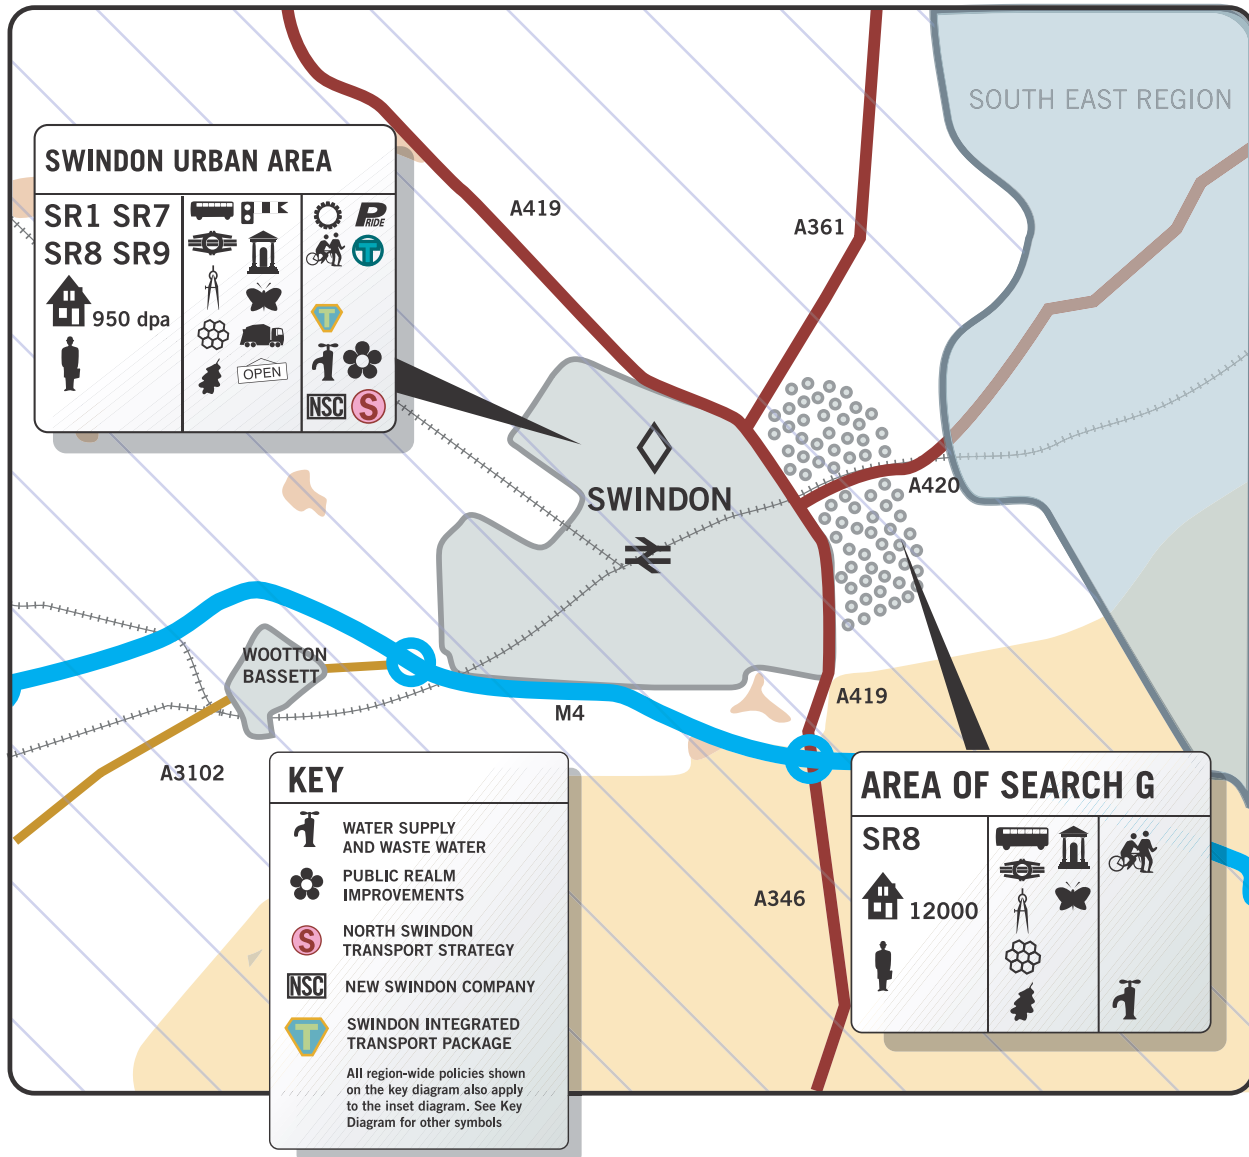 SOUTH EAST REGION
SWINDON URBAN AREA
SR1 SR7
SR8 SR9
950 dpa
OPEN
PRIDE
T
T
NSC
S
A419
A361
SWINDON
A420
WOOTTON
BASSETT
A419
M4
A3102
A346
KEY
WATER SUPPLY
AND WASTE WATER
PUBLIC REALM
IMPROVEMENTS
S
NORTH SWINDON
TRANSPORT STRATEGY
NSC
NEW SWINDON COMPANY
T
SWINDON INTEGRATED
TRANSPORT PACKAGE
All region-wide policies shown
on the key diagram also apply
to the inset diagram. See Key
Diagram for other symbols
AREA OF SEARCH G
SR8
12000